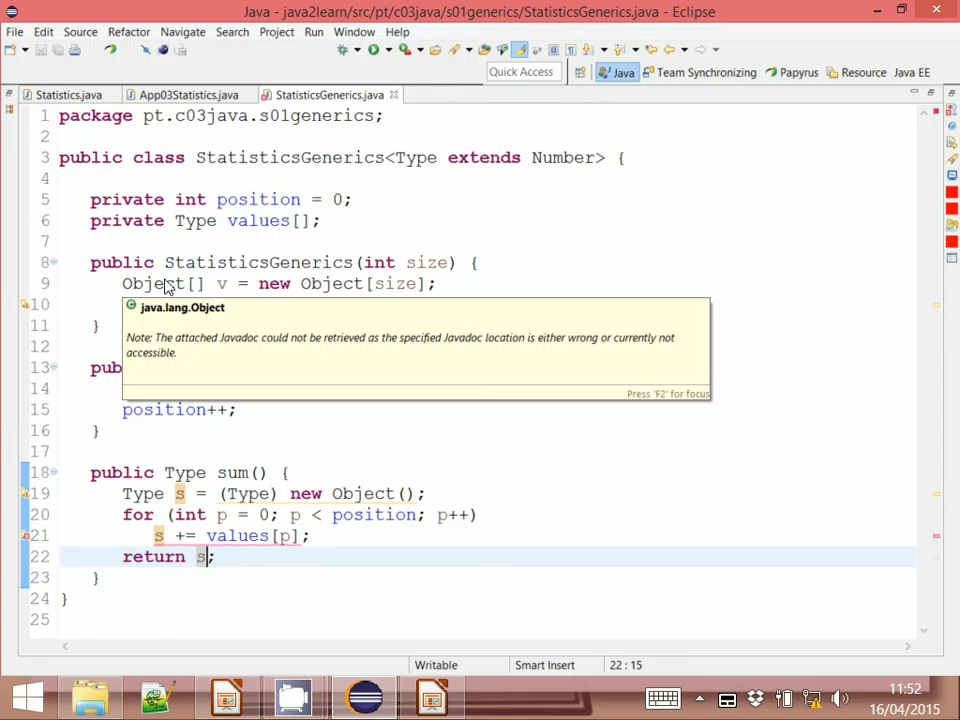 Java - java2learn/src/pt/c03java/s01generics/StatisticsGenerics.java - Eclipse
File Edit Source Refactor Navigate Search Project Run Window Help
Quick Access Java Team Synchronizing Papyrus Resource Java EE
Statistics.java App03Statistics.java StatisticsGenerics.java
1 package pt.c03java.s01generics;
2
3 public class StatisticsGenerics<Type extends Number> {
4
5 private int position = 0;
6 private Type values[];
7
8 public StatisticsGenerics(int size) {
9 Object[] v = new Object[size];
10
java.lang.Object
11 }
Note: The attached Javadoc could not be retrieved as the specified Javadoc location is either wrong or currently not
accessible.
12
13 pub
14
Press 'F2' for focus
15 position++;
16 }
17
18 public Type sum() {
19 Type s = (Type) new Object();
20 for (int p = 0; p < position; p++)
21 s += values[p];
22 return s;
23 }
24 }
25
Writable Smart Insert 22 : 15
11:52
16/04/2015